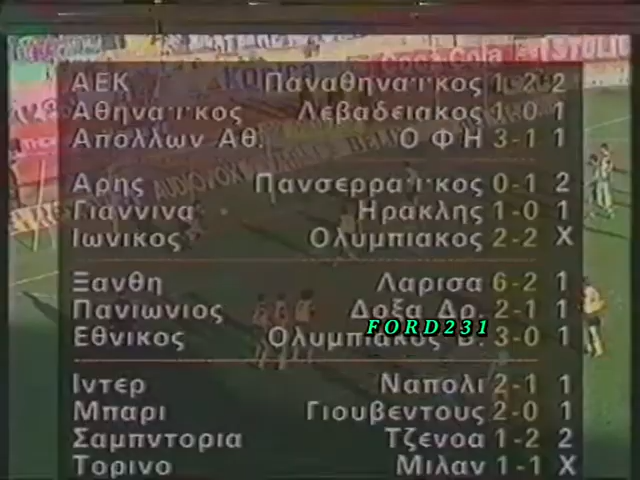 ΑΕΚ Παναθηναϊκος 1-2 2
Αθηναϊκος Λεβαδειακος 1-0 1
Απολλων Αθ. Ο Φ Η 3-1 1
Αρης Πανσερραϊκος 0-1 2
Γιαννινα Ηρακλης 1-0 1
Ιωνικος Ολυμπιακος 2-2 Χ
Ξανθη Λαρισα 6-2 1
Πανιωνιος Δοξα Δρ. 2-1 1
FORD231
Εθνικος Ολυμπιακος Β. 3-0 1
Ιντερ Ναπολι 2-1 1
Μπαρι Γιουβεντους 2-0 1
Σαμπντορια Τζενοα 1-2 2
Τορινο Μιλαν 1-1 Χ
Coca Cola
AUDIOVOX